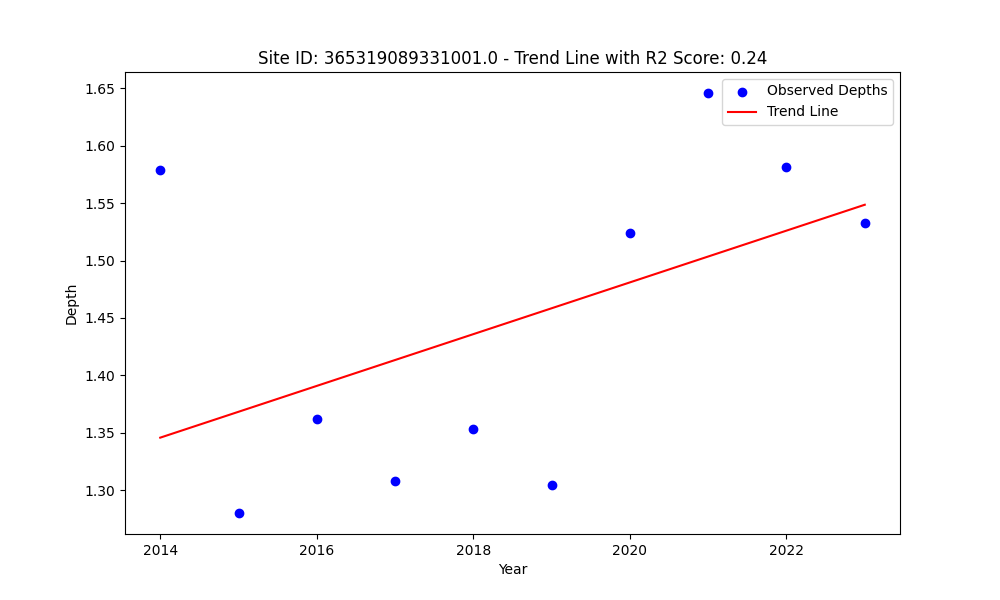 Site ID: 365319089331001.0 - Trend Line with R2 Score: 0.24
Observed Depths
Trend Line
1.65
1.60
1.55
1.50
1.45
1.40
1.35
1.30
Depth
2014 2016 2018 2020 2022
Year